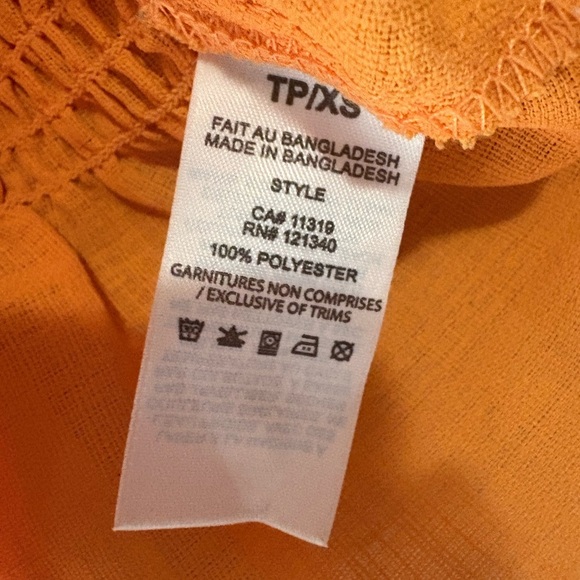 TP/XS
FAIT AU BANGLADESH
MADE IN BANGLADESH
STYLE
CA# 11319
RN# 121340
100% POLYESTER
GARNITURES NON COMPRISES
/ EXCLUSIVE OF TRIMS